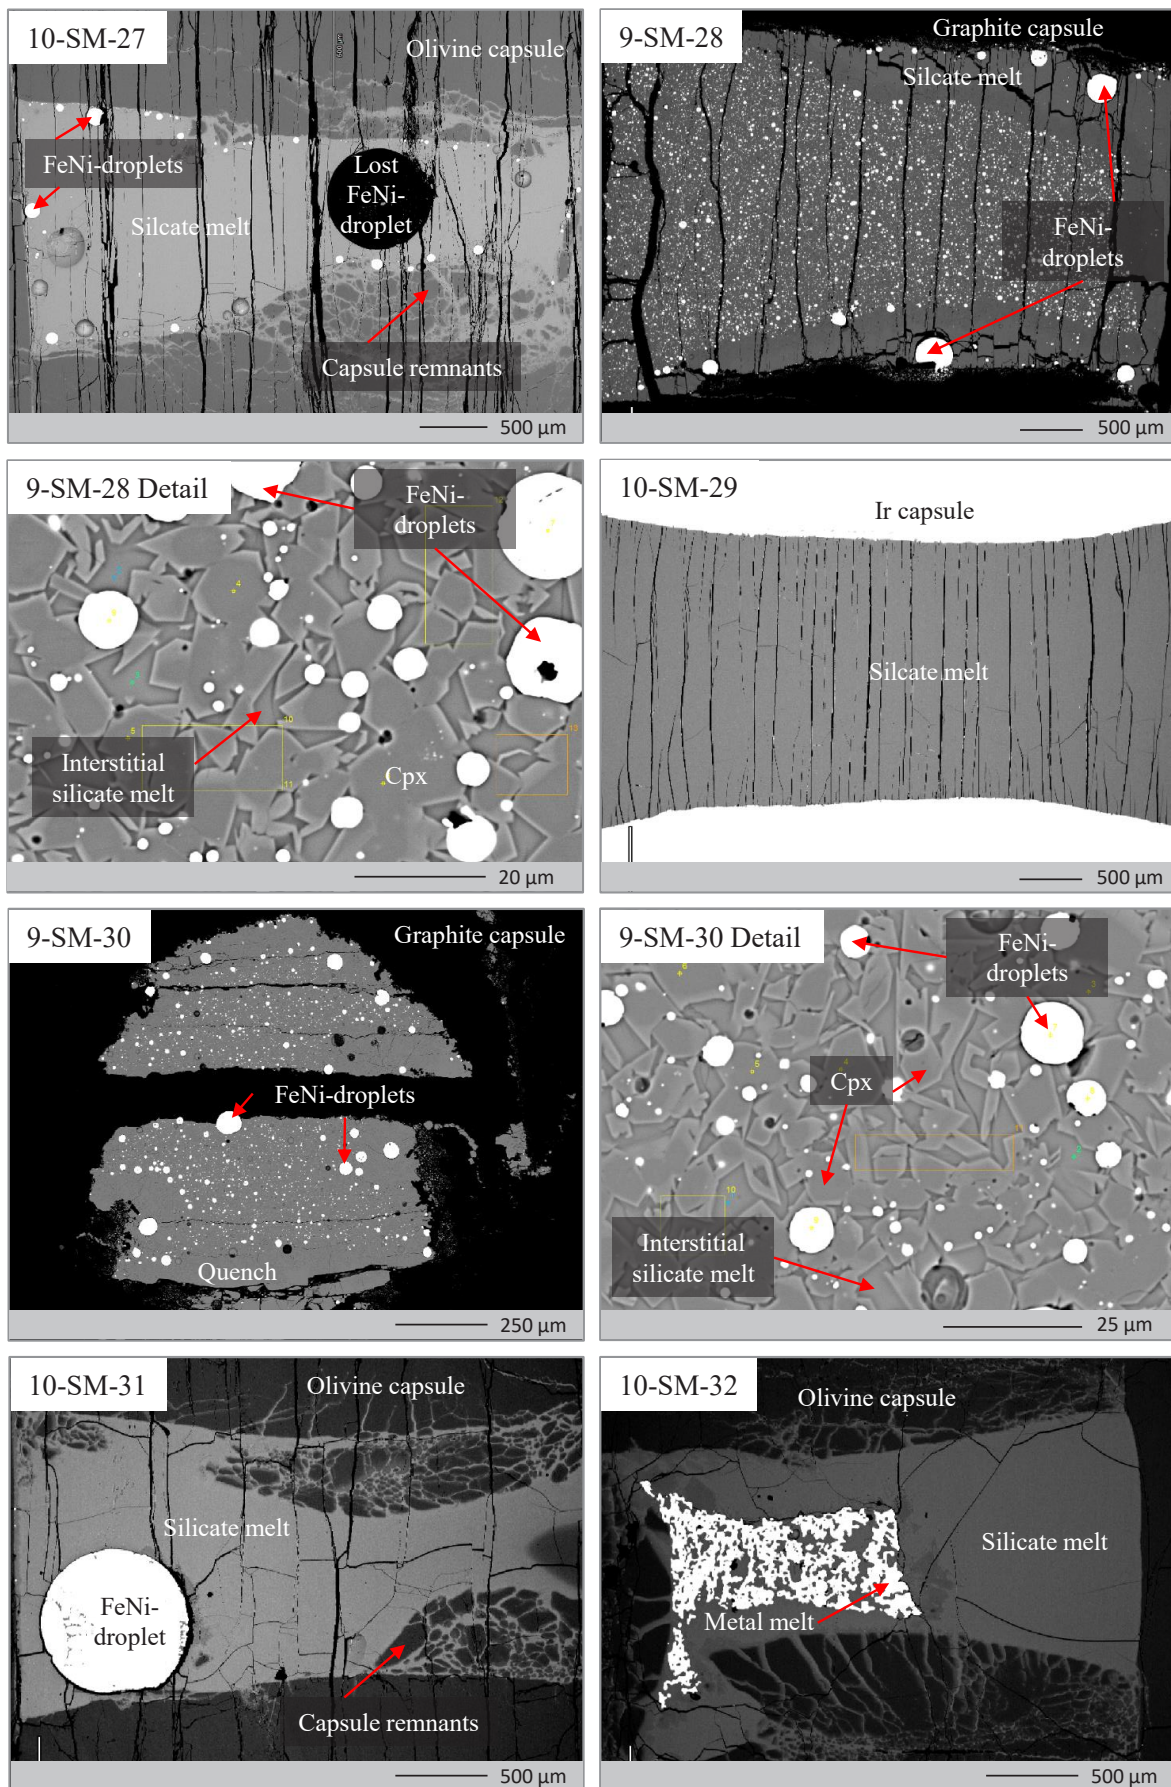 10-SM-27
Olivine capsule
FeNi-droplets
Lost
FeNi-
droplet
Silcate melt
Capsule remnants
500 µm
9-SM-28
Graphite capsule
Silcate melt
FeNi-
droplets
500 µm
9-SM-28 Detail
FeNi-
droplets
Interstitial
silicate melt
Cpx
20 µm
10-SM-29
Ir capsule
Silcate melt
500 µm
9-SM-30
Graphite capsule
FeNi-droplets
Quench
250 µm
9-SM-30 Detail
FeNi-
droplets
Cpx
Interstitial
silicate melt
25 µm
10-SM-31
Olivine capsule
Silicate melt
FeNi-
droplet
Capsule remnants
500 µm
10-SM-32
Olivine capsule
Silicate melt
Metal melt
500 µm